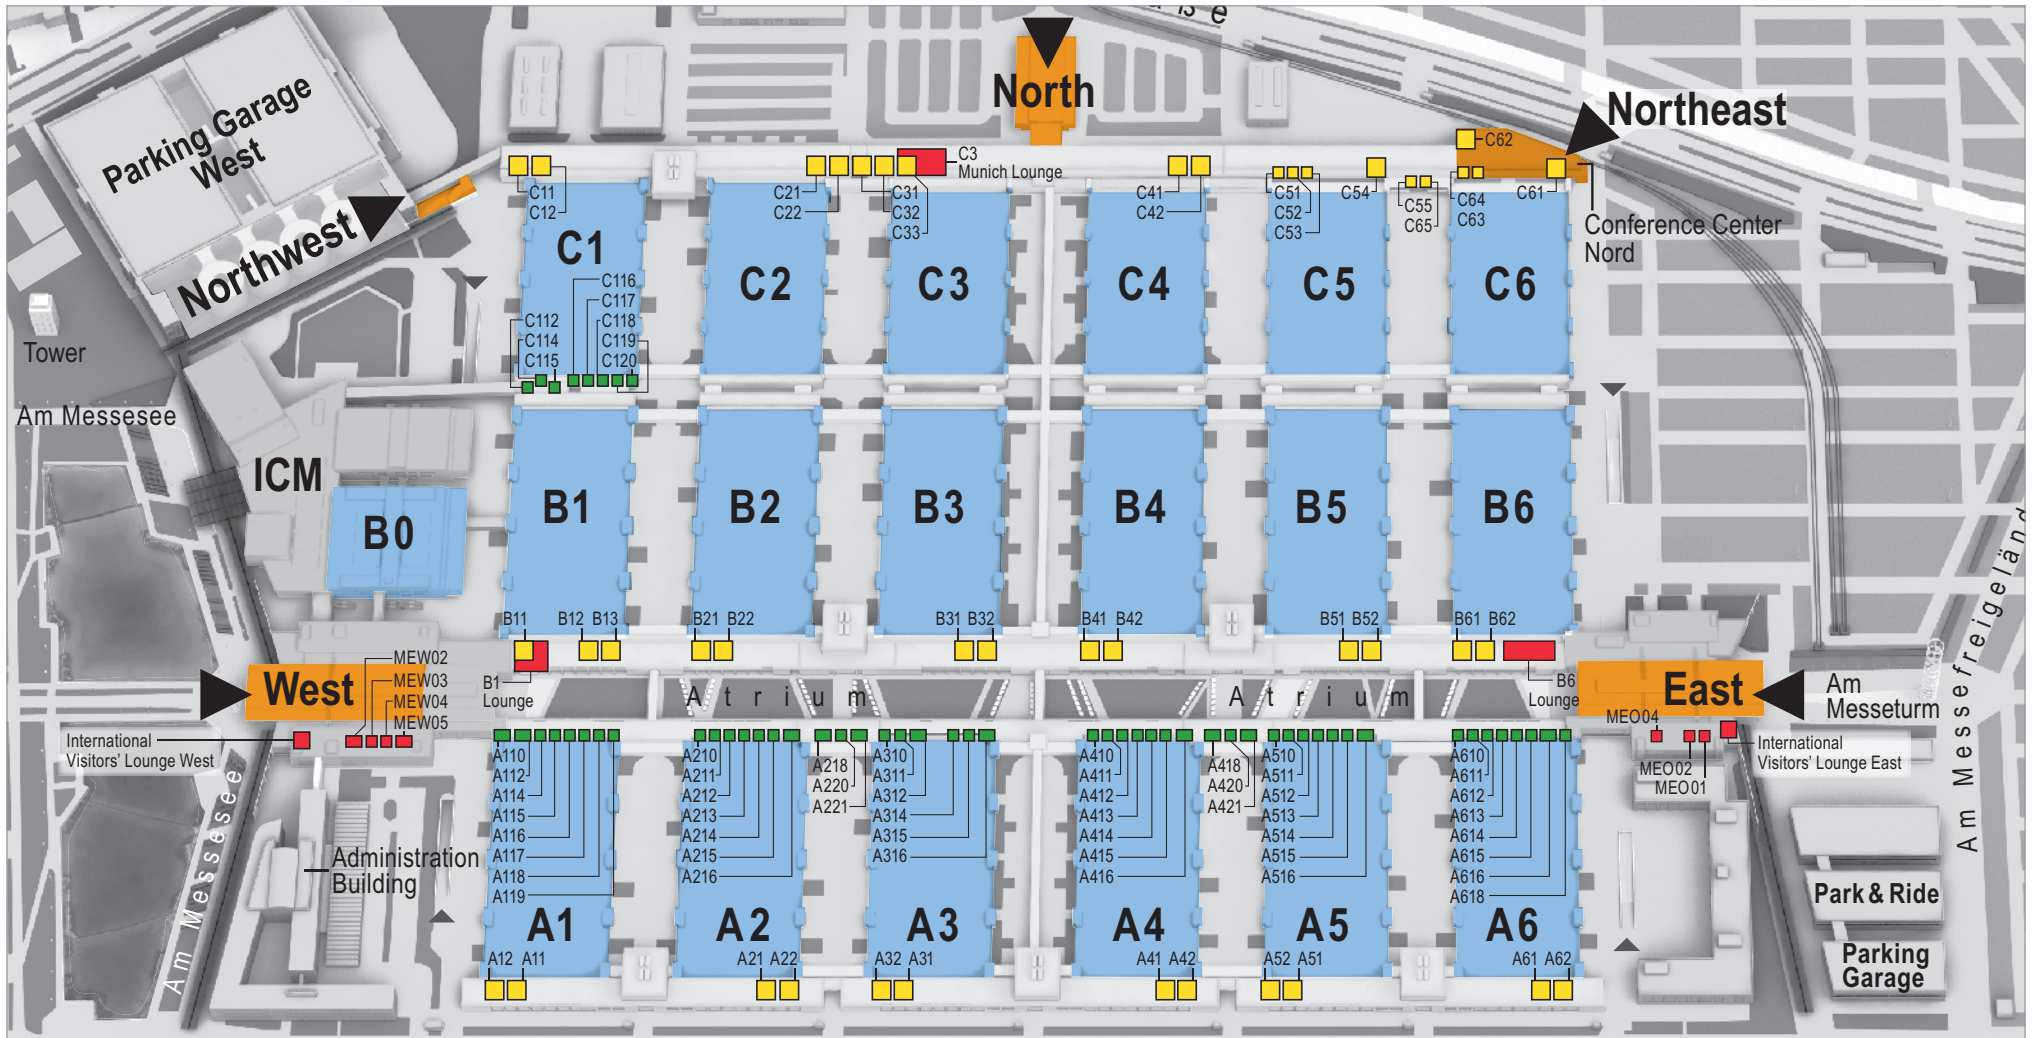 North
Northeast
Parking Garage
West
Northwest
C62
C3
Munich Lounge
C11
C12
C21
C22
C31
C32
C33
C41
C42
C51
C52
C53
C54
C55
C65
C64
C63
C61
Conference Center
Nord
C1
C2
C3
C4
C5
C6
C116
C117
C118
C119
C120
C112
C114
C115
Tower
Am Messesee
ICM
B0
B1
B2
B3
B4
B5
B6
B11
B12
B13
B21
B22
B31
B32
B41
B42
B51
B52
B61
B62
MEW02
MEW03
MEW04
MEW05
West
B1
Lounge
Atrium
Atrium
B6
Lounge
East
Am
Messeturm
Am Messefreigeländ
International
Visitors' Lounge West
MEO04
MEO02
MEO01
International
Visitors' Lounge East
A110
A112
A114
A115
A116
A117
A118
A119
A210
A211
A212
A213
A214
A215
A216
A218
A220
A221
A310
A311
A312
A314
A315
A316
A410
A411
A412
A413
A414
A415
A416
A418
A420
A421
A510
A511
A512
A513
A514
A515
A516
A610
A611
A612
A613
A614
A615
A616
A618
Am Messesee
Administration
Building
A1
A2
A3
A4
A5
A6
A12
A11
A21
A22
A32
A31
A41
A42
A52
A51
A61
A62
Park & Ride
Parking
Garage